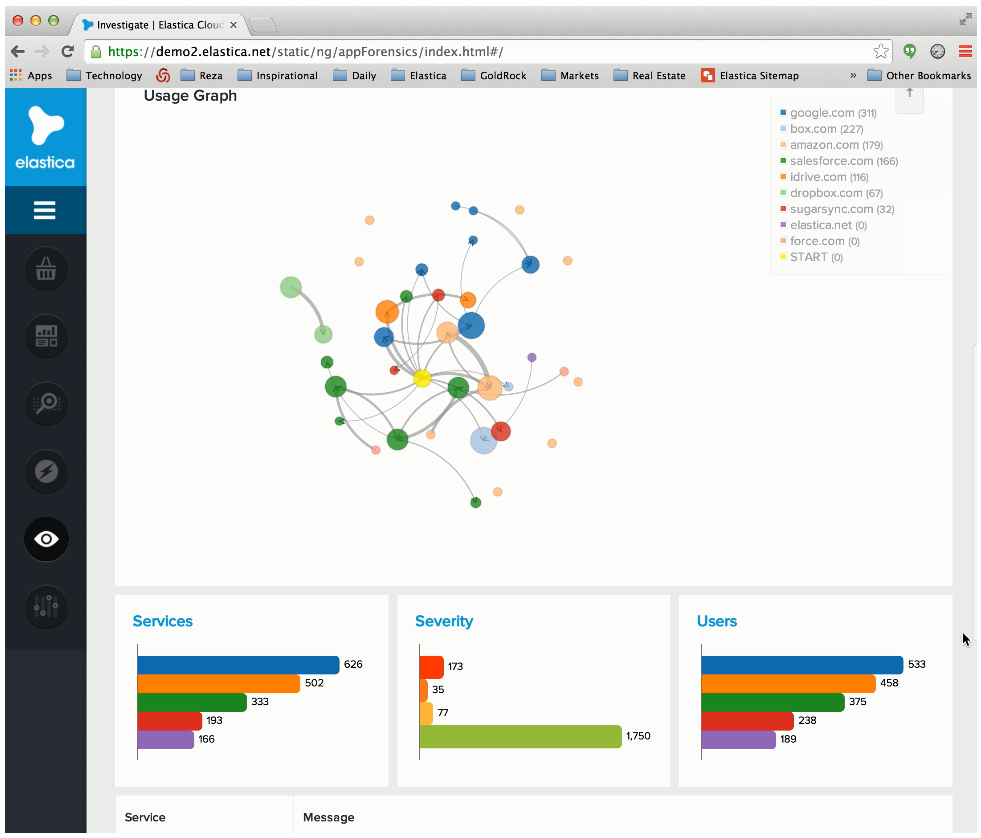 Investigate | Elastica Cloud
https://demo2.elastica.net/static/ng/appForensics/index.html#/
Apps Technology Reza Inspirational Daily Elastica GoldRock Markets Real Estate Elastica Sitemap » Other Bookmarks
elastica
Usage Graph
google.com (311)
box.com (227)
amazon.com (179)
salesforce.com (166)
idrive.com (116)
dropbox.com (67)
sugarsync.com (32)
elastica.net (0)
force.com (0)
START (0)
Services
626
502
333
193
166
Severity
173
35
77
1,750
Users
533
458
375
238
189
Service Message